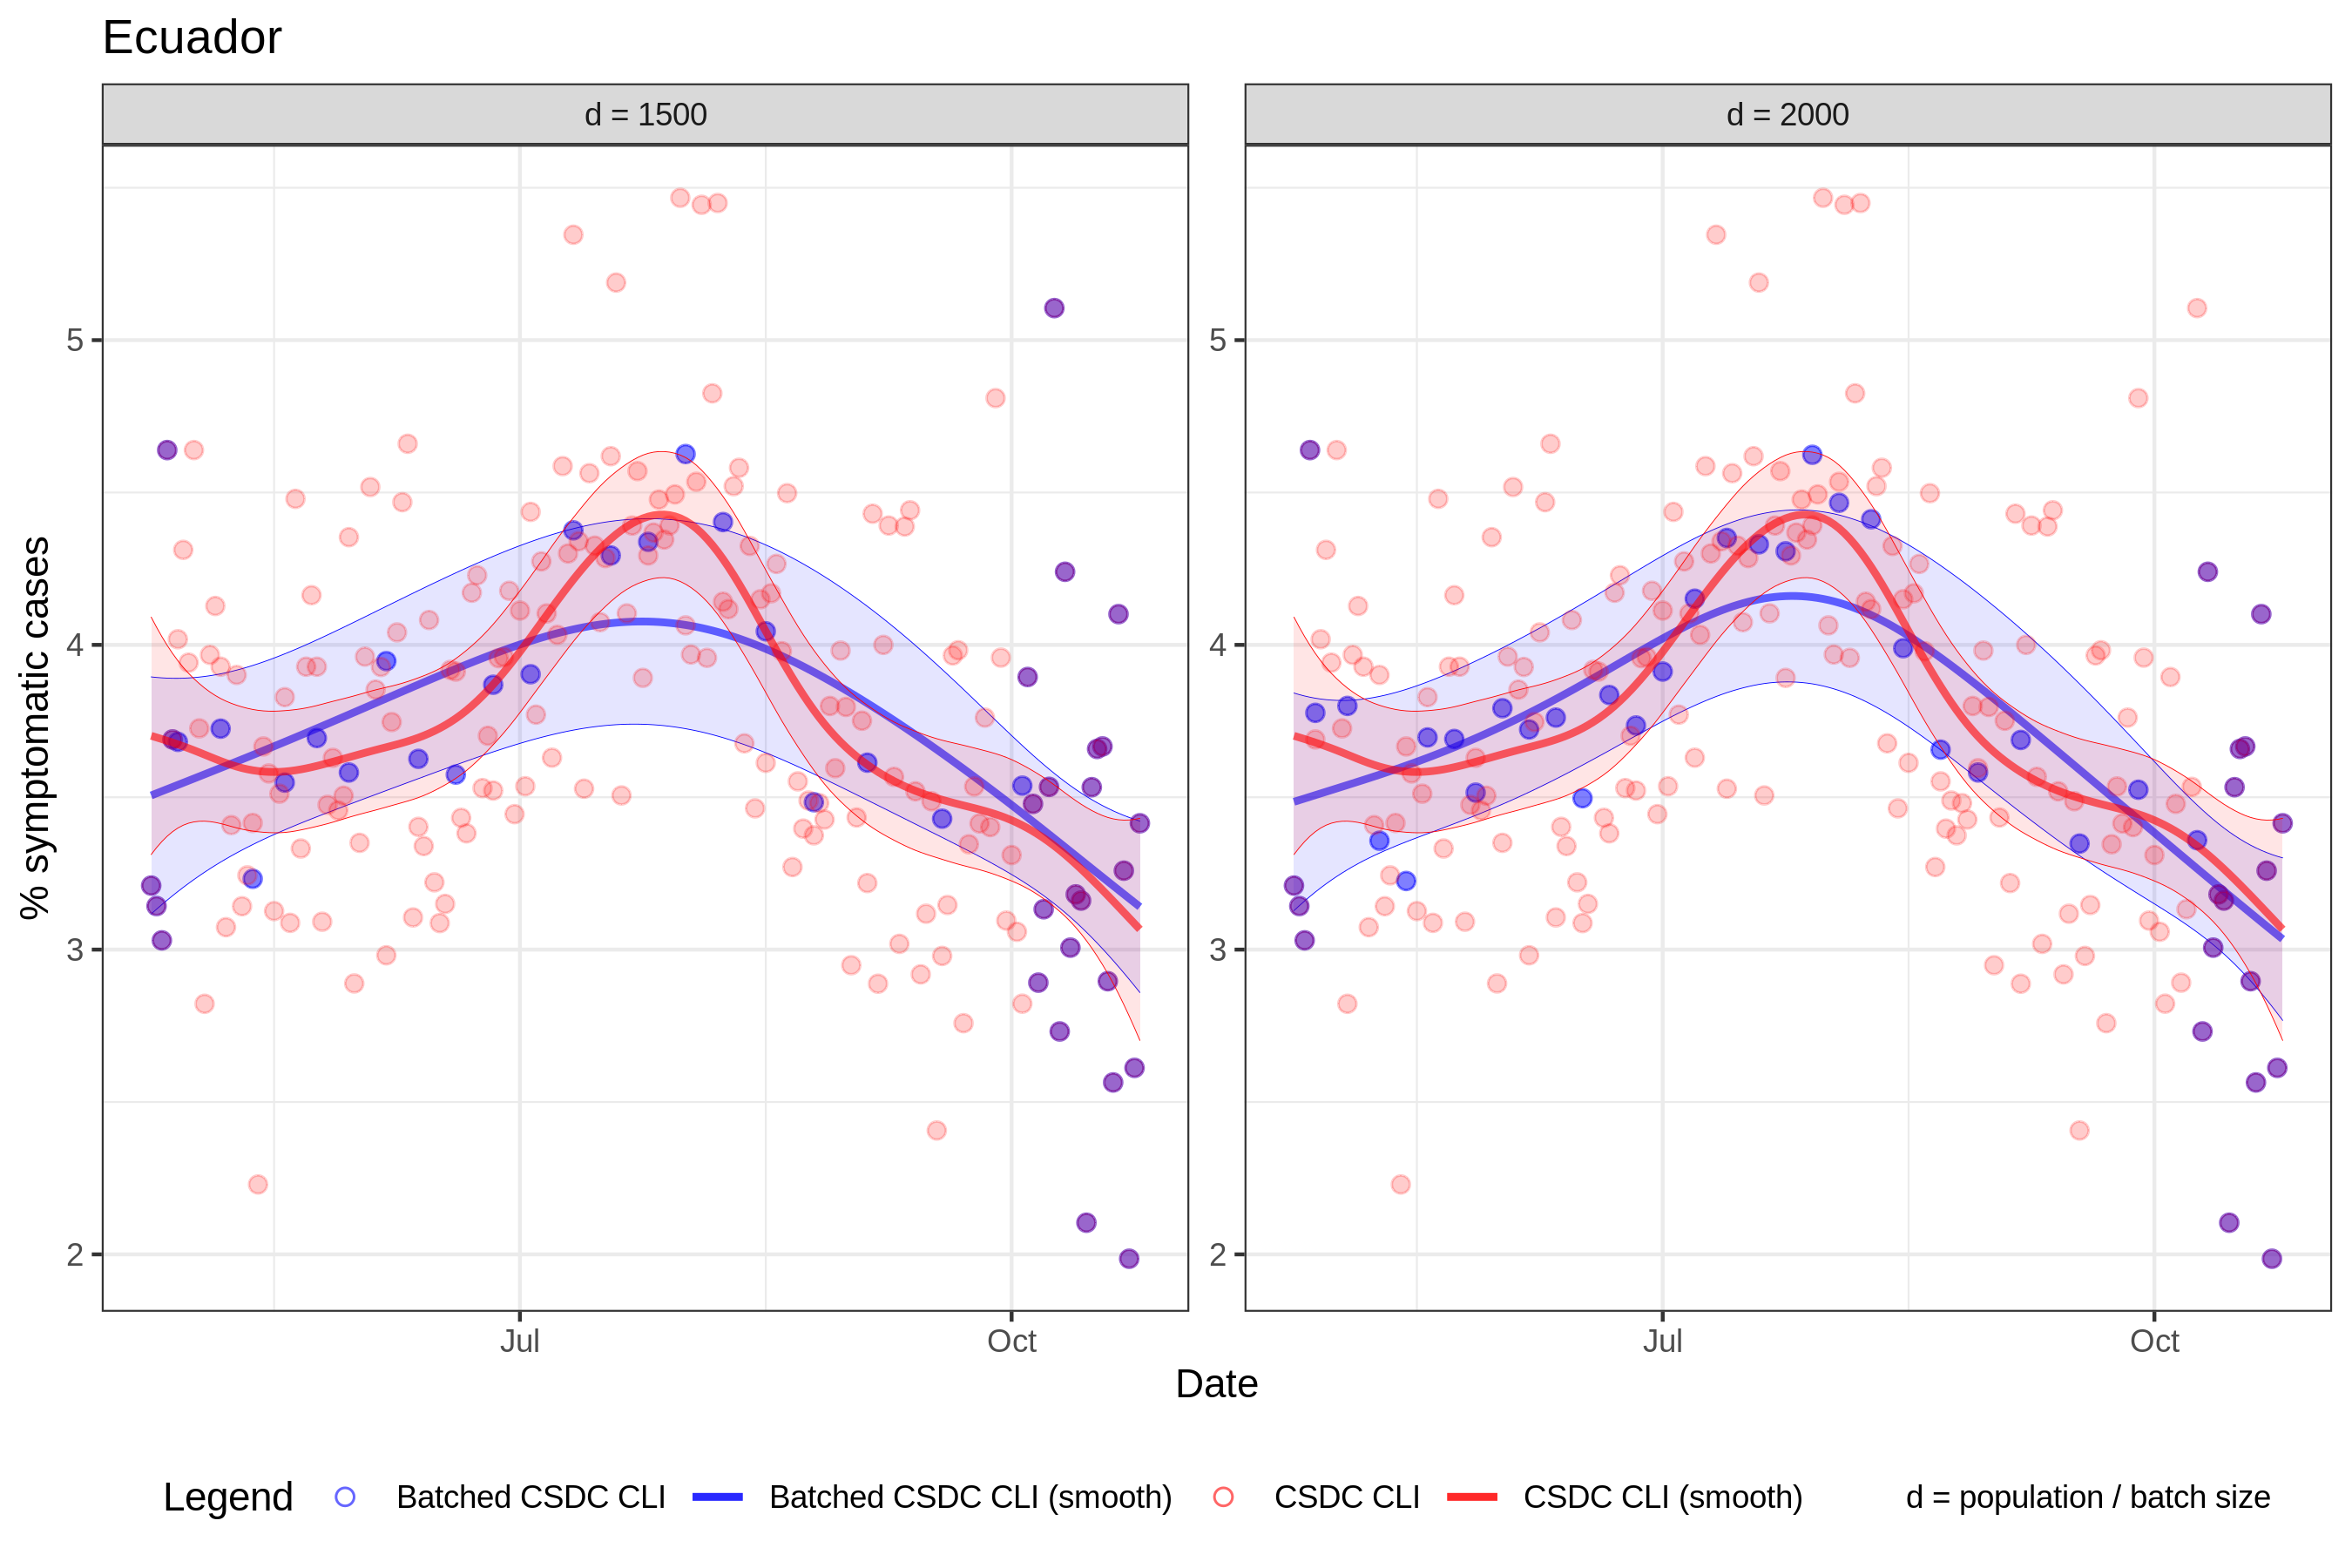 Ecuador
d = 1500
d = 2000
% symptomatic cases
5
4
3
2
5
4
3
2
Jul
Oct
Jul
Oct
Date
Legend
Batched CSDC CLI
Batched CSDC CLI (smooth)
CSDC CLI
CSDC CLI (smooth)
d = population / batch size